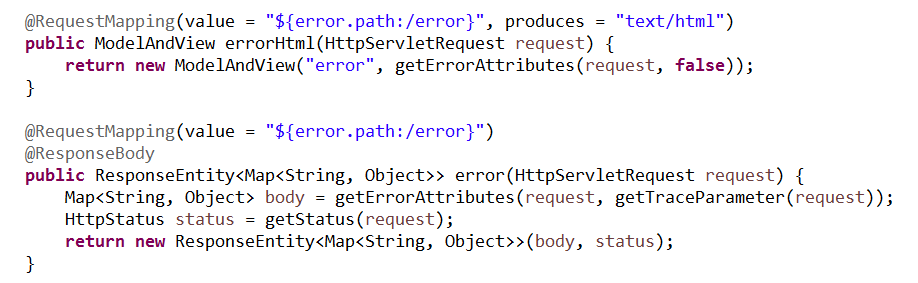 @RequestMapping(value = "${error.path:/error}", produces = "text/html")
public ModelAndView errorHtml(HttpServletRequest request) {
    return new ModelAndView("error", getErrorAttributes(request, false));
}

@RequestMapping(value = "${error.path:/error}")
@ResponseBody
public ResponseEntity<Map<String, Object>> error(HttpServletRequest request) {
    Map<String, Object> body = getErrorAttributes(request, getTraceParameter(request));
    HttpStatus status = getStatus(request);
    return new ResponseEntity<Map<String, Object>>(body, status);
}